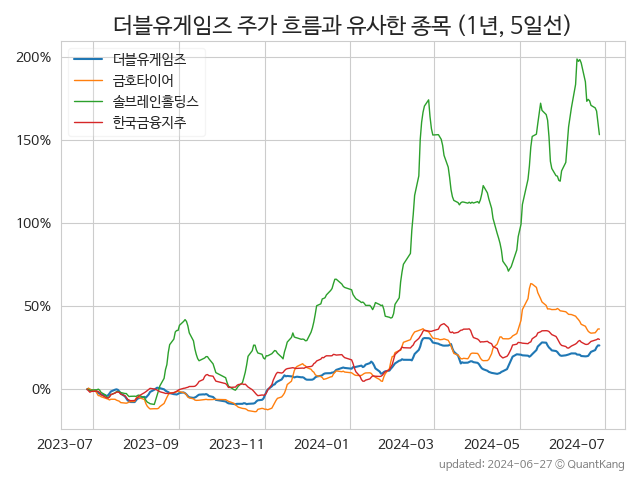 더블유게임즈 주가 흐름과 유사한 종목 (1년, 5일선)
200%
150%
100%
50%
0%
더블유게임즈
금호타이어
솔브레인홀딩스
한국금융지주
2023-07 2023-09 2023-11 2024-01 2024-03 2024-05 2024-07
updated: 2024-06-27 © QuantKang